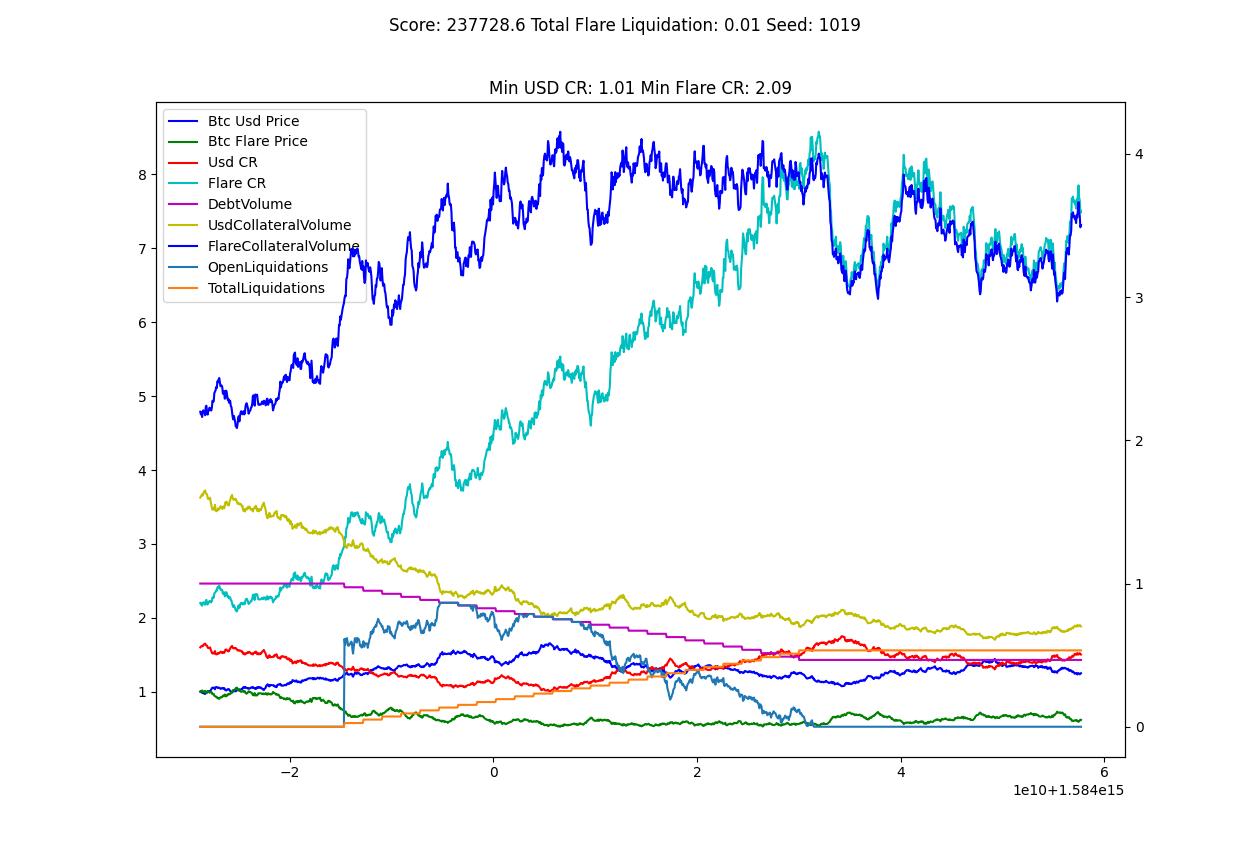 Score: 237728.6 Total Flare Liquidation: 0.01 Seed: 1019
Min USD CR: 1.01 Min Flare CR: 2.09
Btc Usd Price
Btc Flare Price
Usd CR
Flare CR
DebtVolume
UsdCollateralVolume
FlareCollateralVolume
OpenLiquidations
TotalLiquidations
8
7
6
5
4
3
2
1
4
3
2
1
0
−2
0
2
4
6
1e10+1.584e15